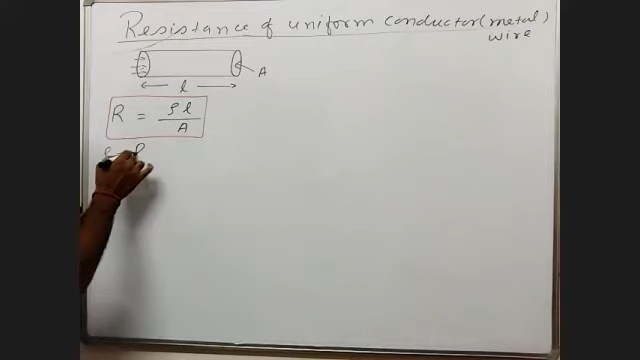 Resistance of uniform conductor (metal)
wire
A
l
R = ρl/A